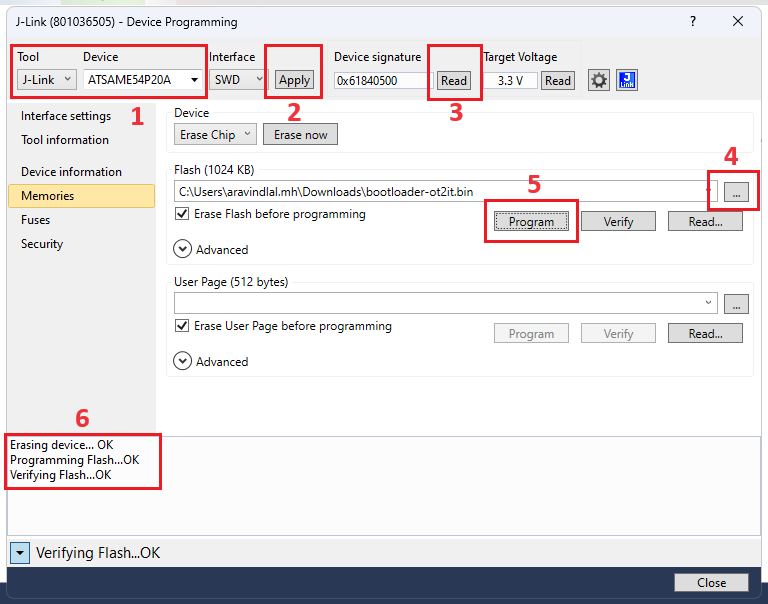 J-Link (801036505) - Device Programming
Tool Device Interface Device signature Target Voltage
J-Link ATSAME54P20A SWD Apply 0x61840500 Read 3.3 V Read
1 2 3
Interface settings
Tool information
Device information
Memories
Fuses
Security
Device
Erase Chip Erase now
Flash (1024 KB)
4
C:\Users\aravindlal.mh\Downloads\bootloader-ot2it.bin ...
5
Erase Flash before programming
Program Verify Read...
Advanced
User Page (512 bytes)
...
Erase User Page before programming
Program Verify Read...
Advanced
6
Erasing device... OK
Programming Flash...OK
Verifying Flash...OK
Verifying Flash...OK
Close